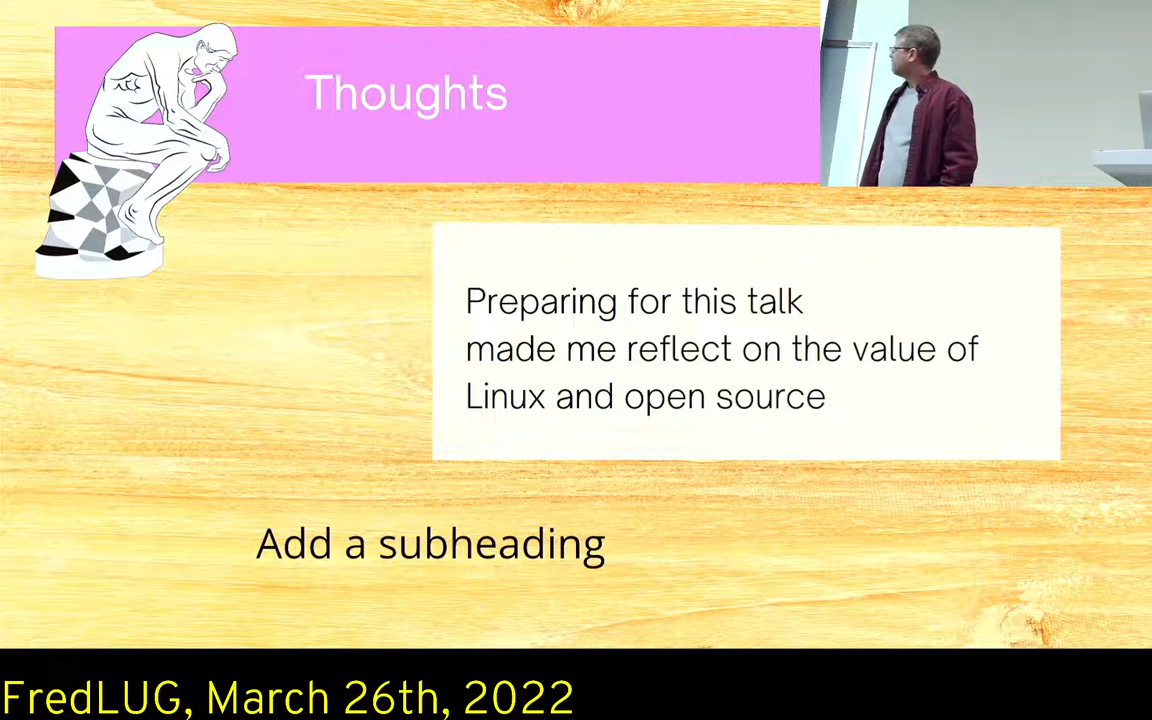 Thoughts
Preparing for this talk
made me reflect on the value of
Linux and open source
Add a subheading
FredLUG, March 26th, 2022